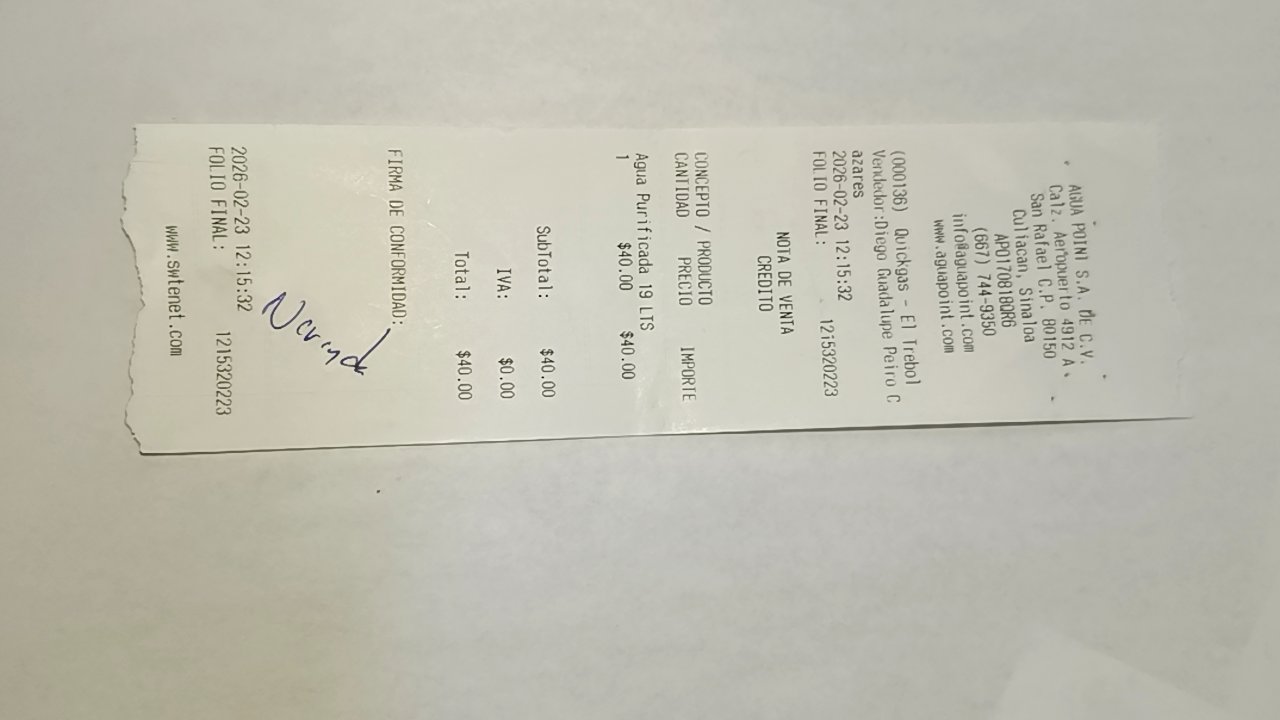 AGUA POINT S.A. DE C.V.
Calz. Aeropuerto 4912 A
San Rafael C.P. 80150
Culiacan, Sinaloa
APO170818QR6
(667) 744-9350
info@aguapoint.com
www.aguapoint.com
(000136) Quickgas - El Trebol
Vendedor:Diego Guadalupe Peiro C
azares
2026-02-23 12:15:32
FOLIO FINAL: 1215320223
NOTA DE VENTA
CREDITO
CONCEPTO / PRODUCTO
CANTIDAD PRECIO IMPORTE
Agua Purificada 19 LTS
1 $40.00 $40.00
SubTotal: $40.00
IVA: $0.00
Total: $40.00
FIRMA DE CONFORMIDAD:
2026-02-23 12:15:32
FOLIO FINAL: 1215320223
www.swtenet.com